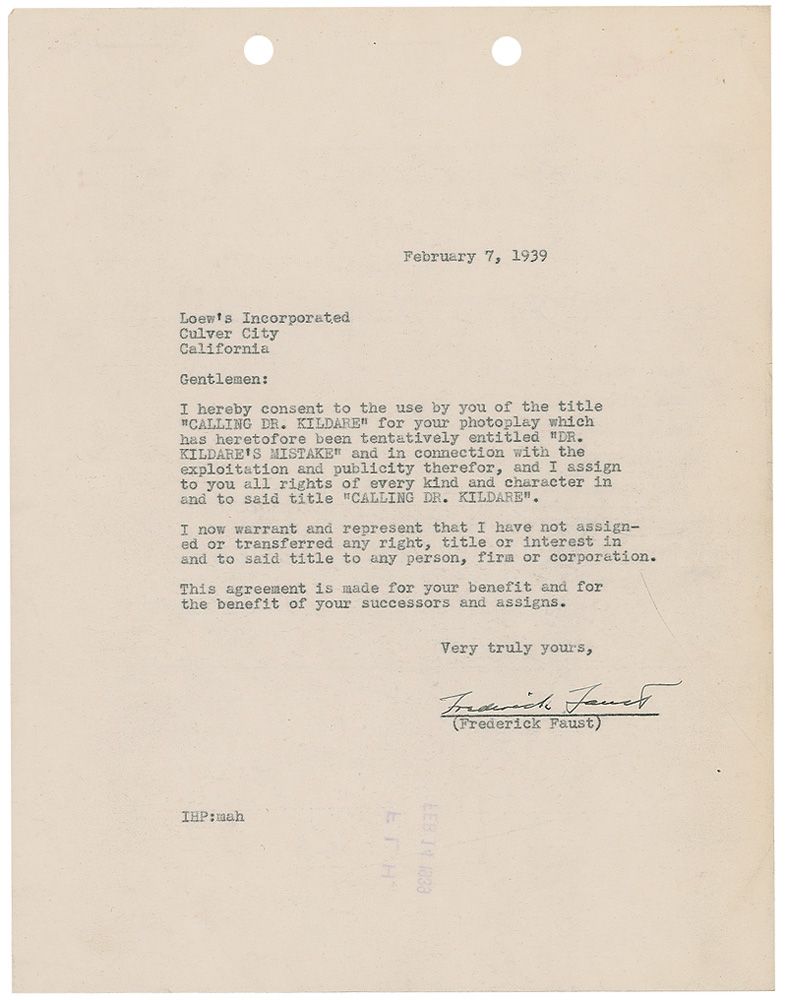 February 7, 1939
Loew's Incorporated
Culver City
California
Gentlemen:
I hereby consent to the use by you of the title
"CALLING DR. KILDARE" for your photoplay which
has heretofore been tentatively entitled "DR.
KILDARE'S MISTAKE" and in connection with the
exploitation and publicity therefor, and I assign
to you all rights of every kind and character in
and to said title "CALLING DR. KILDARE".
I now warrant and represent that I have not assign-
ed or transferred any right, title or interest in
and to said title to any person, firm or corporation.
This agreement is made for your benefit and for
the benefit of your successors and assigns.
Very truly yours,
Frederick Faust
(Frederick Faust)
IHP:mah
FEB 14 1939
F L H